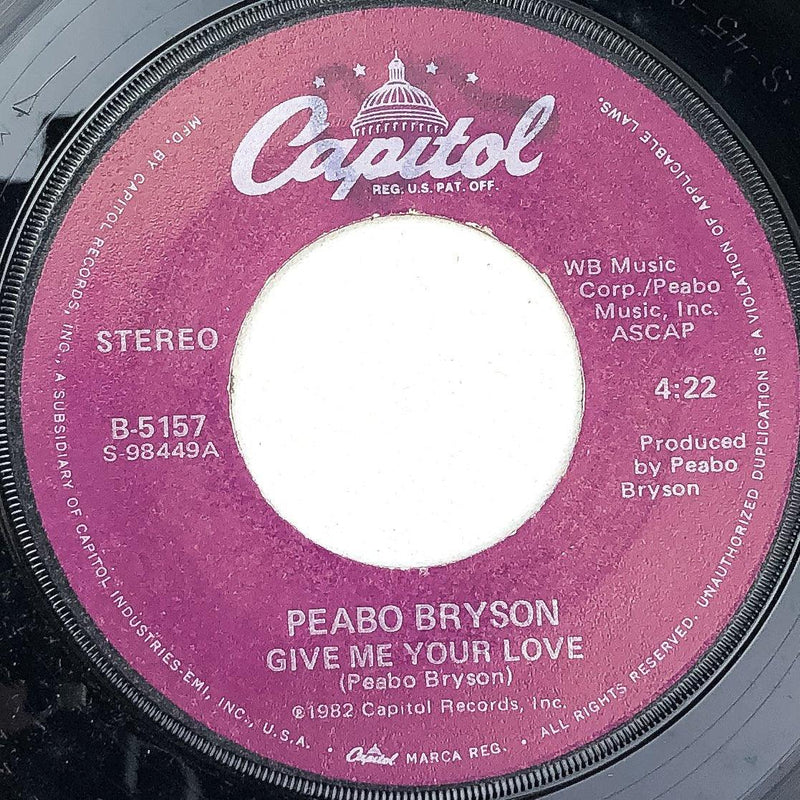 Capitol
REG. U.S. PAT. OFF.
WB Music
Corp./Peabo
Music, Inc.
ASCAP
STEREO
4:22
B-5157
S-98449A
Produced
by Peabo
Bryson
PEABO BRYSON
GIVE ME YOUR LOVE
(Peabo Bryson)
℗1982 Capitol Records, Inc.
MFD. BY CAPITOL RECORDS, INC., A SUBSIDIARY OF CAPITOL INDUSTRIES-EMI, INC., U.S.A. • Capitol MARCA REG. • ALL RIGHTS RESERVED. UNAUTHORIZED DUPLICATION IS A VIOLATION OF APPLICABLE LAWS.